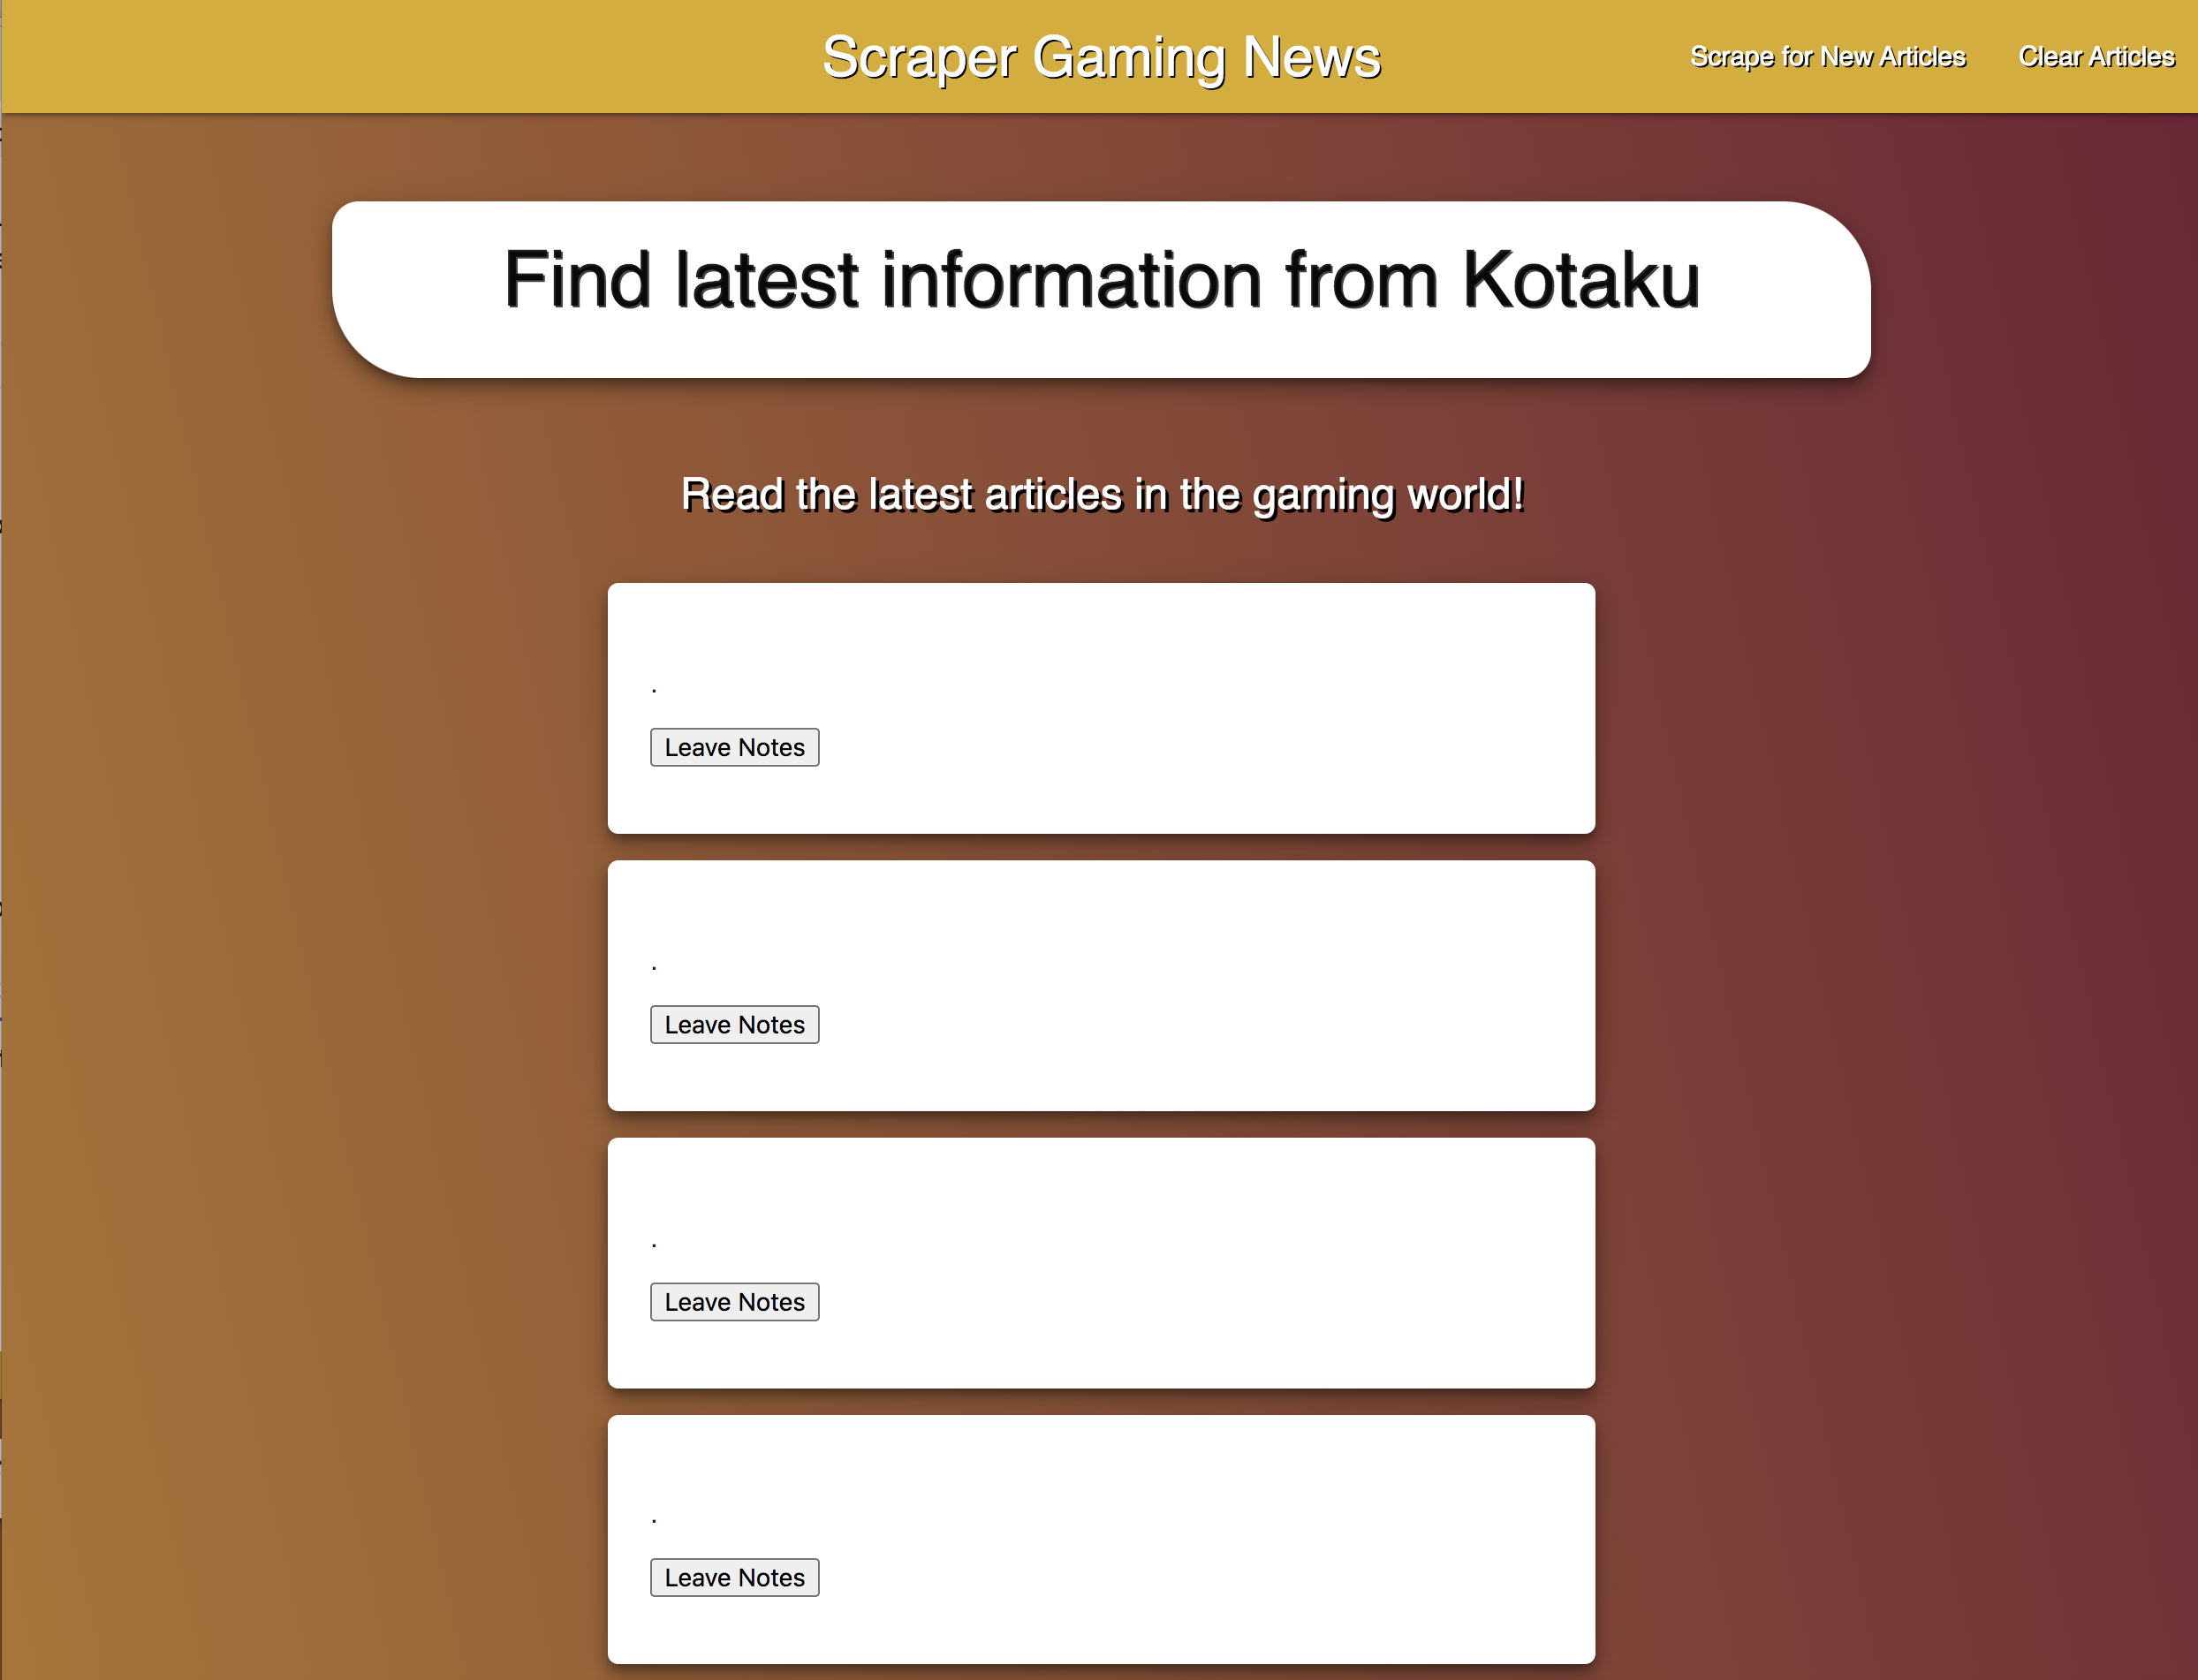 Scraper Gaming News
Scrape for New Articles
Clear Articles
Find latest information from Kotaku
Read the latest articles in the gaming world!
.
Leave Notes
.
Leave Notes
.
Leave Notes
.
Leave Notes